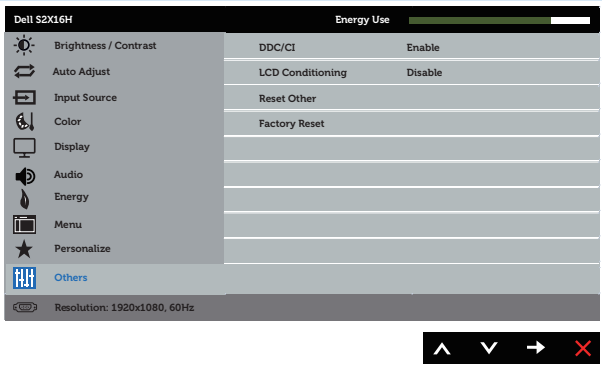 Dell S2X16H Energy Use
Brightness / Contrast
Auto Adjust
Input Source
Color
Display
Audio
Energy
Menu
Personalize
Others
DDC/CI Enable
LCD Conditioning Disable
Reset Other
Factory Reset
Resolution: 1920x1080, 60Hz